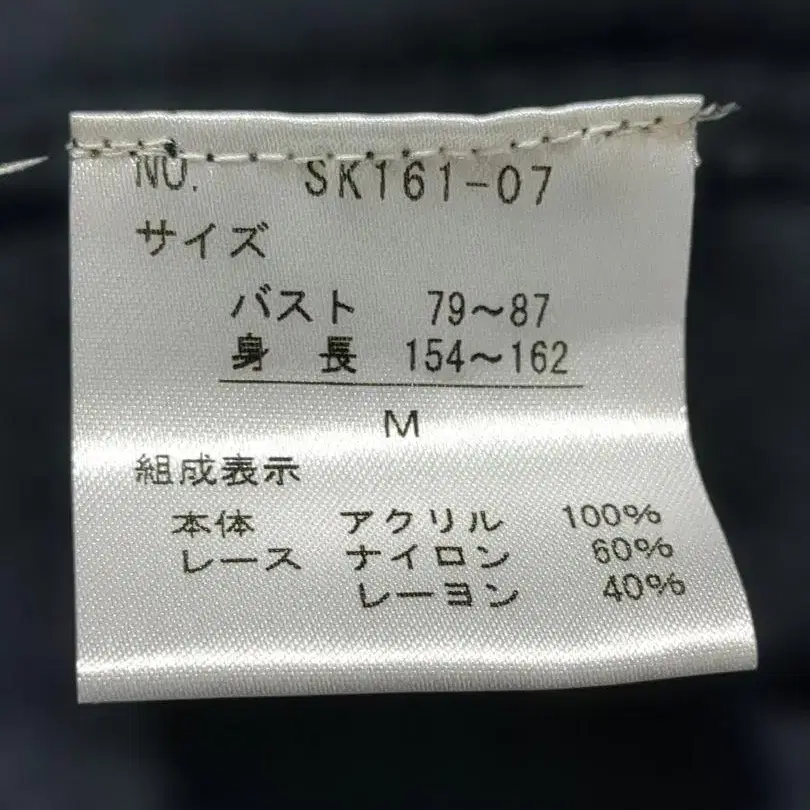 NO. SK161-07
サイズ
バスト 79～87
身 長 154～162
M
組成表示
本体 アクリル 100%
レース ナイロン 60%
レーヨン 40%